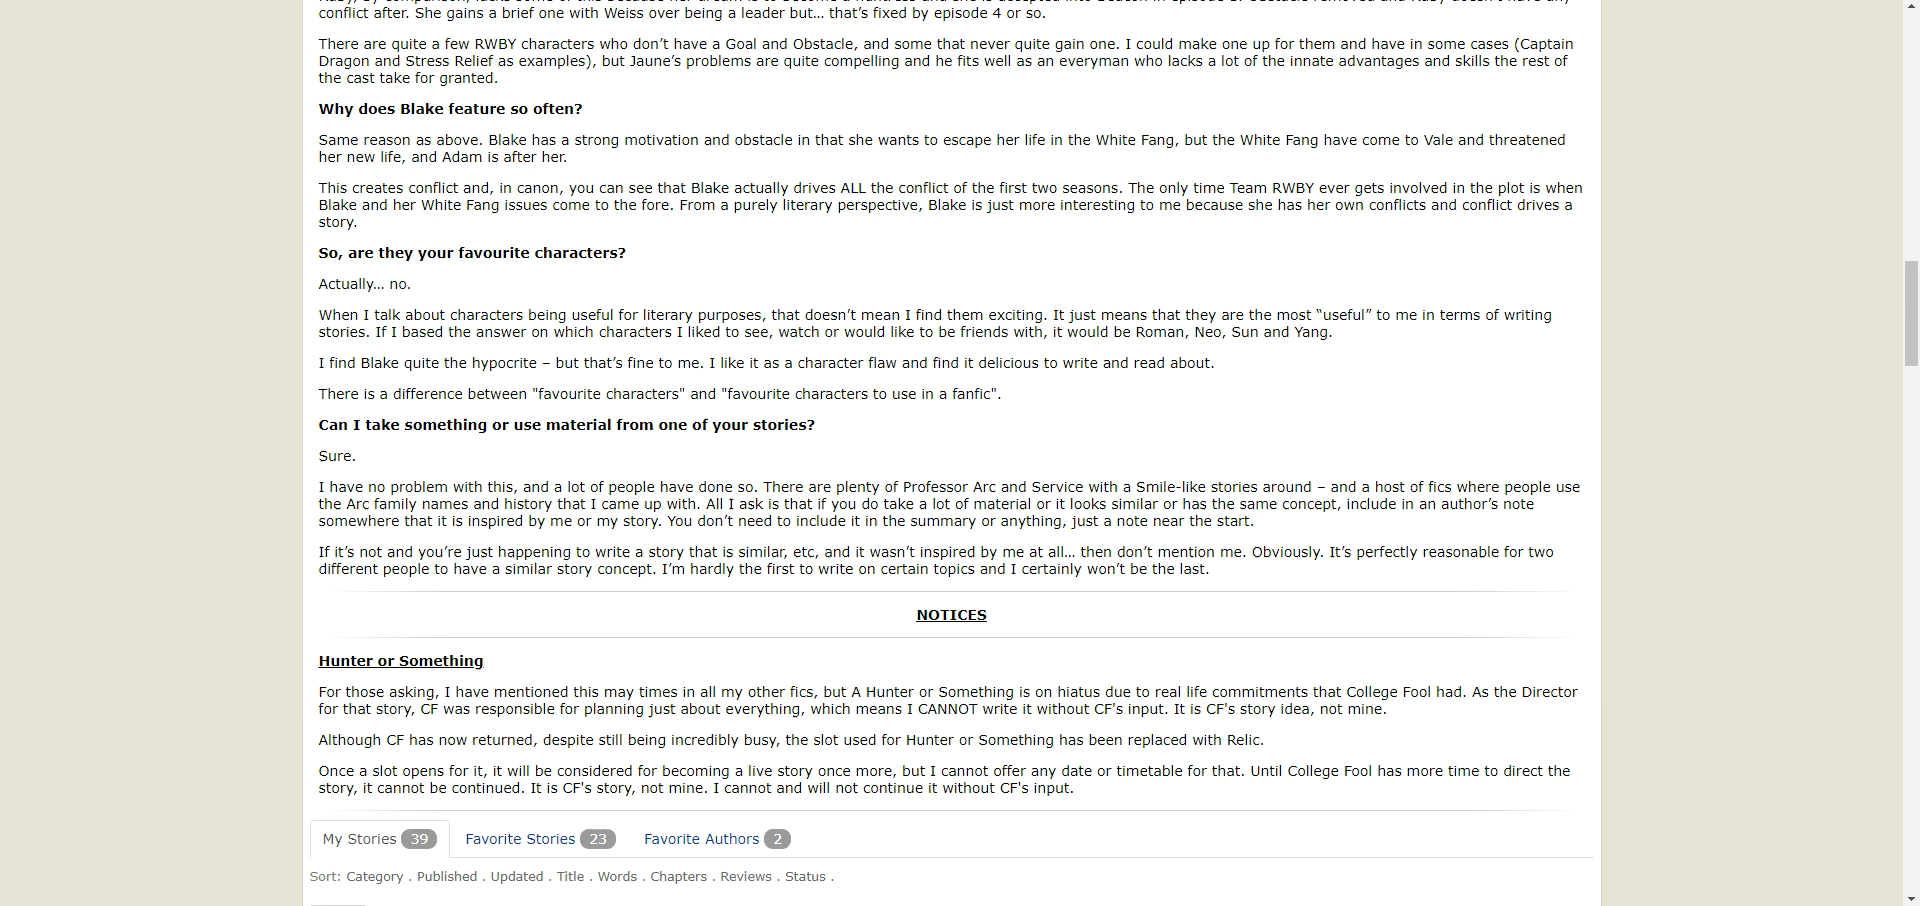 conflict after. She gains a brief one with Weiss over being a leader but… that’s fixed by episode 4 or so.
There are quite a few RWBY characters who don’t have a Goal and Obstacle, and some that never quite gain one. I could make one up for them and have in some cases (Captain
Dragon and Stress Relief as examples), but Jaune’s problems are quite compelling and he fits well as an everyman who lacks a lot of the innate advantages and skills the rest of
the cast take for granted.
Why does Blake feature so often?
Same reason as above. Blake has a strong motivation and obstacle in that she wants to escape her life in the White Fang, but the White Fang have come to Vale and threatened
her new life, and Adam is after her.
This creates conflict and, in canon, you can see that Blake actually drives ALL the conflict of the first two seasons. The only time Team RWBY ever gets involved in the plot is when
Blake and her White Fang issues come to the fore. From a purely literary perspective, Blake is just more interesting to me because she has her own conflicts and conflict drives a
story.
So, are they your favourite characters?
Actually… no.
When I talk about characters being useful for literary purposes, that doesn’t mean I find them exciting. It just means that they are the most “useful” to me in terms of writing
stories. If I based the answer on which characters I liked to see, watch or would like to be friends with, it would be Roman, Neo, Sun and Yang.
I find Blake quite the hypocrite – but that’s fine to me. I like it as a character flaw and find it delicious to write and read about.
There is a difference between "favourite characters" and "favourite characters to use in a fanfic".
Can I take something or use material from one of your stories?
Sure.
I have no problem with this, and a lot of people have done so. There are plenty of Professor Arc and Service with a Smile-like stories around – and a host of fics where people use
the Arc family names and history that I came up with. All I ask is that if you do take a lot of material or it looks similar or has the same concept, include in an author’s note
somewhere that it is inspired by me or my story. You don’t need to include it in the summary or anything, just a note near the start.
If it’s not and you’re just happening to write a story that is similar, etc, and it wasn’t inspired by me at all… then don’t mention me. Obviously. It’s perfectly reasonable for two
different people to have a similar story concept. I’m hardly the first to write on certain topics and I certainly won’t be the last.
NOTICES
Hunter or Something
For those asking, I have mentioned this may times in all my other fics, but A Hunter or Something is on hiatus due to real life commitments that College Fool had. As the Director
for that story, CF was responsible for planning just about everything, which means I CANNOT write it without CF's input. It is CF's story idea, not mine.
Although CF has now returned, despite still being incredibly busy, the slot used for Hunter or Something has been replaced with Relic.
Once a slot opens for it, it will be considered for becoming a live story once more, but I cannot offer any date or timetable for that. Until College Fool has more time to direct the
story, it cannot be continued. It is CF's story, not mine. I cannot and will not continue it without CF's input.
My Stories 39 Favorite Stories 23 Favorite Authors 2
Sort: Category . Published . Updated . Title . Words . Chapters . Reviews . Status .